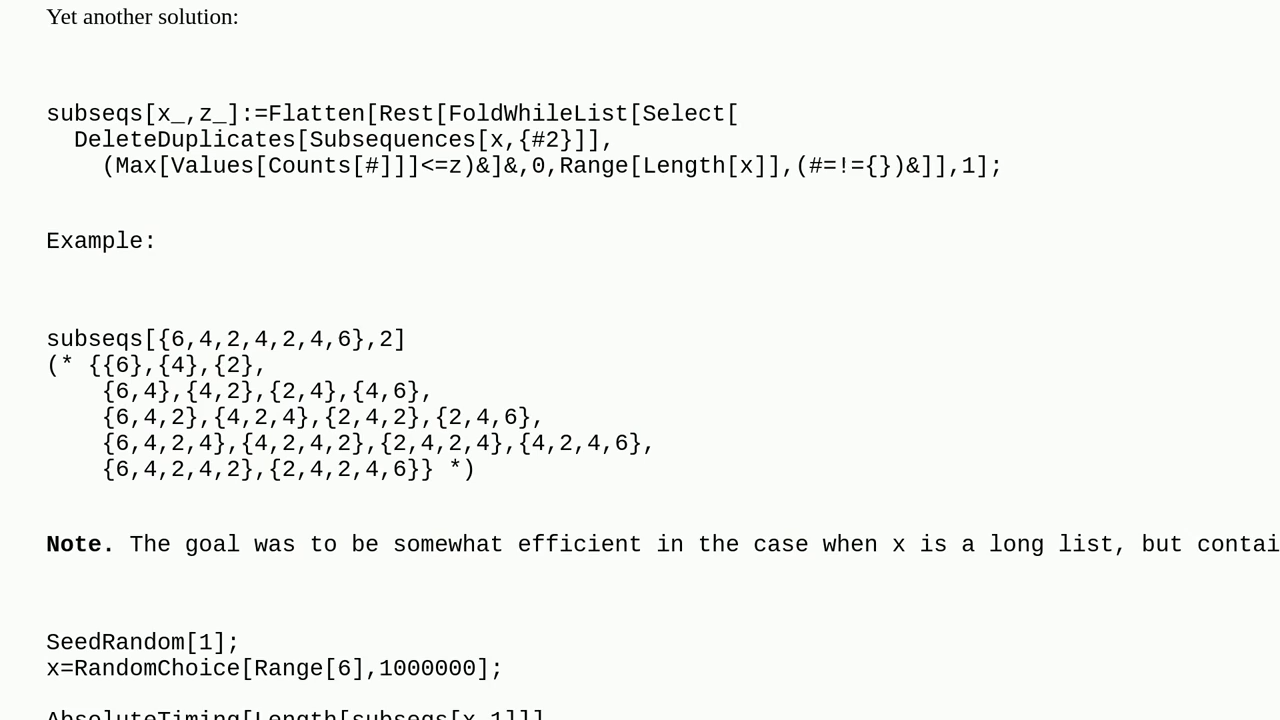 Yet another solution:
subseqs[x_,z_]:=Flatten[Rest[FoldWhileList[Select[
  DeleteDuplicates[Subsequences[x,{#2}]],
    (Max[Values[Counts[#]]]<=z)&]&,0,Range[Length[x]],(#=!={})&]],1];
Example:
subseqs[{6,4,2,4,2,4,6},2]
(* {{6},{4},{2},
    {6,4},{4,2},{2,4},{4,6},
    {6,4,2},{4,2,4},{2,4,2},{2,4,6},
    {6,4,2,4},{4,2,4,2},{2,4,2,4},{4,2,4,6},
    {6,4,2,4,2},{2,4,2,4,6}} *)
Note. The goal was to be somewhat efficient in the case when x is a long list, but contai
SeedRandom[1];
x=RandomChoice[Range[6],1000000];
AbsoluteTiming[Length[subseqs[x,1]]]